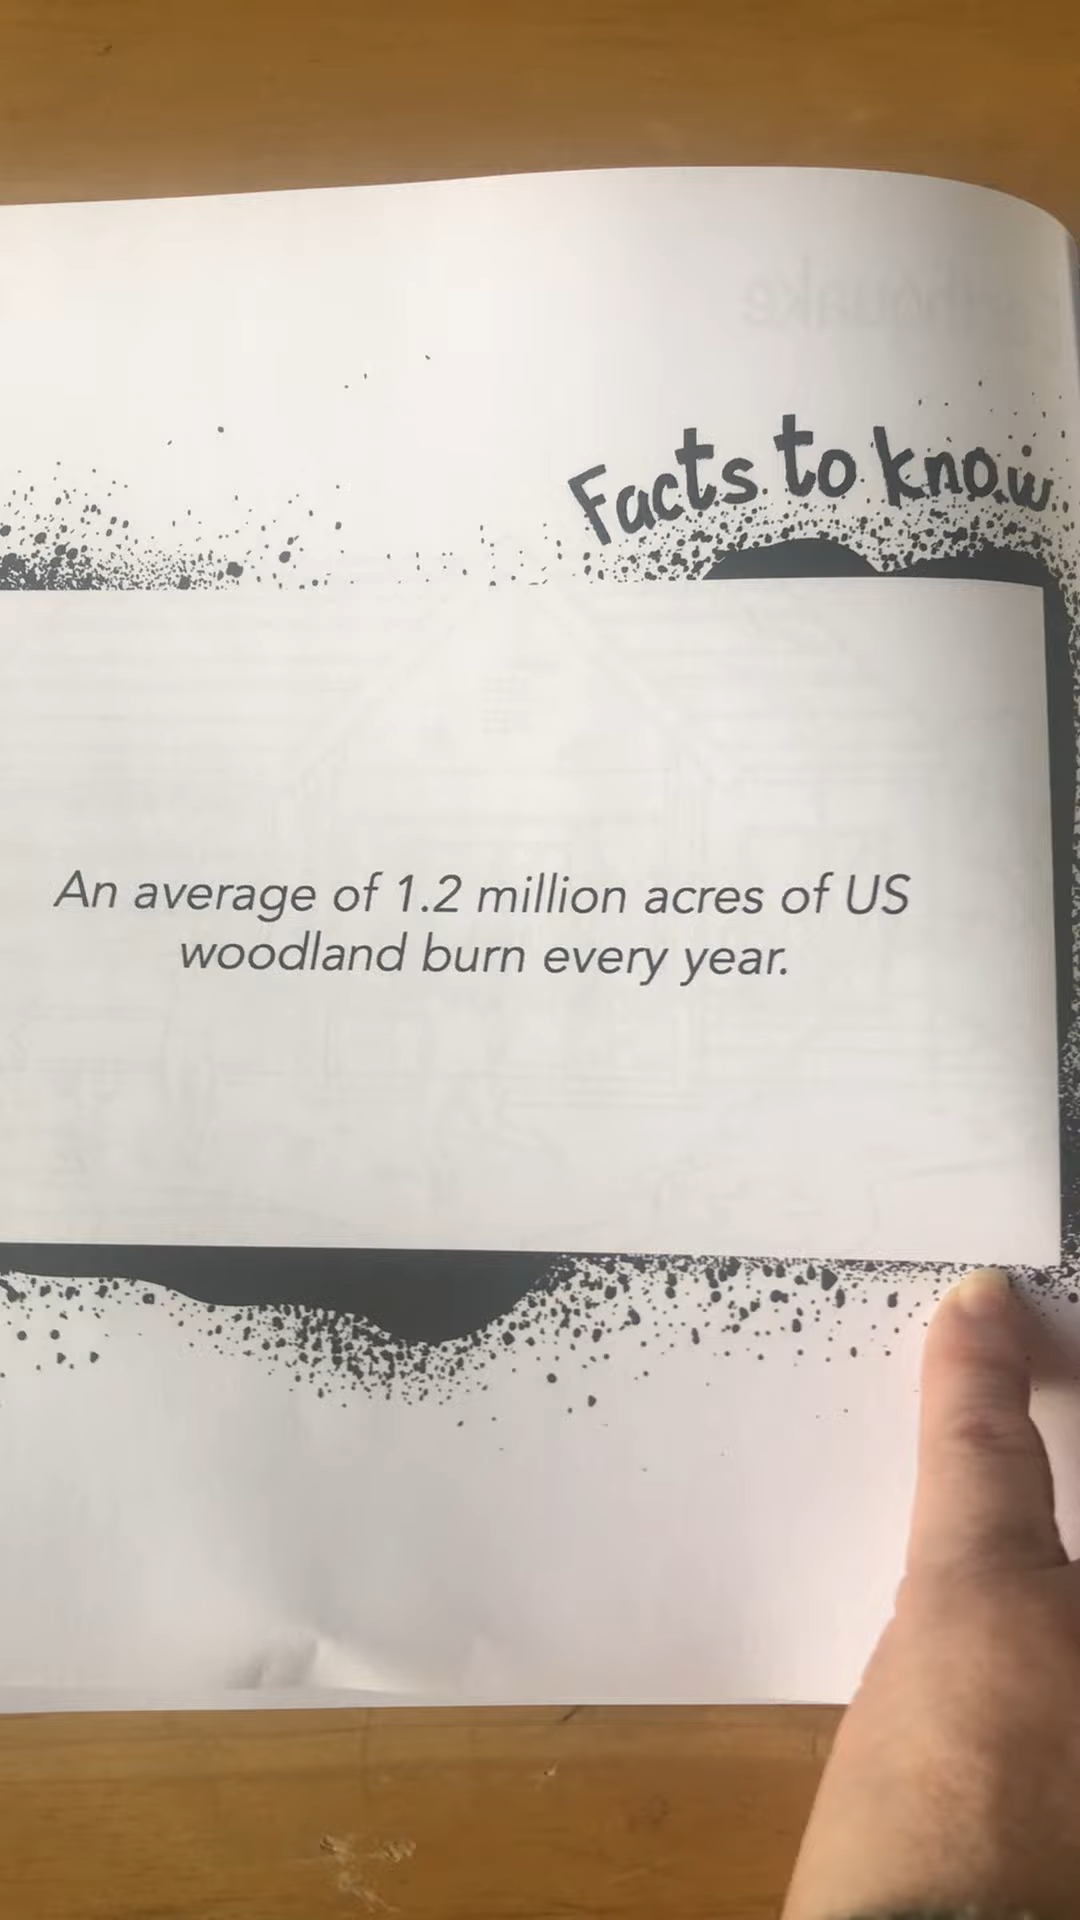 Facts to know..
An average of 1.2 million acres of US
woodland burn every year.